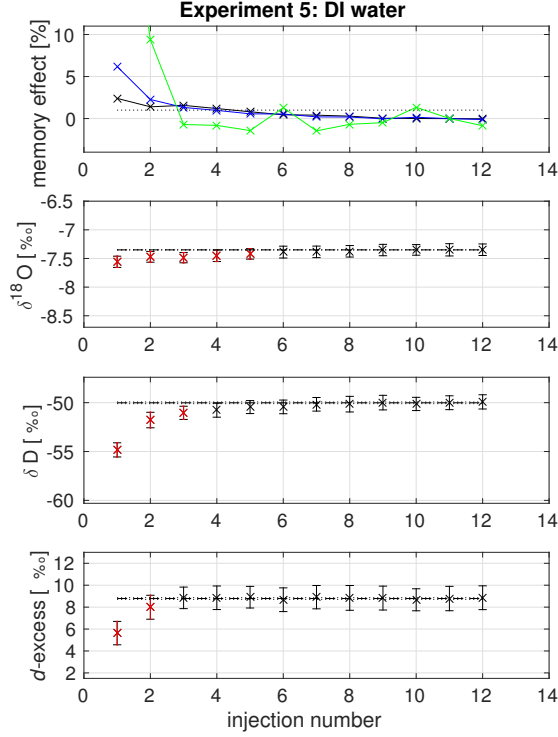 Experiment 5: DI water
memory effect [%]
10
5
0
0 2 4 6 8 10 12 14
δ¹⁸O [‰]
-6.5
-7
-7.5
-8
-8.5
0 2 4 6 8 10 12 14
δ D [‰]
-50
-55
-60
0 2 4 6 8 10 12 14
d-excess [ ‰]
12
10
8
6
4
2
0 2 4 6 8 10 12 14
injection number